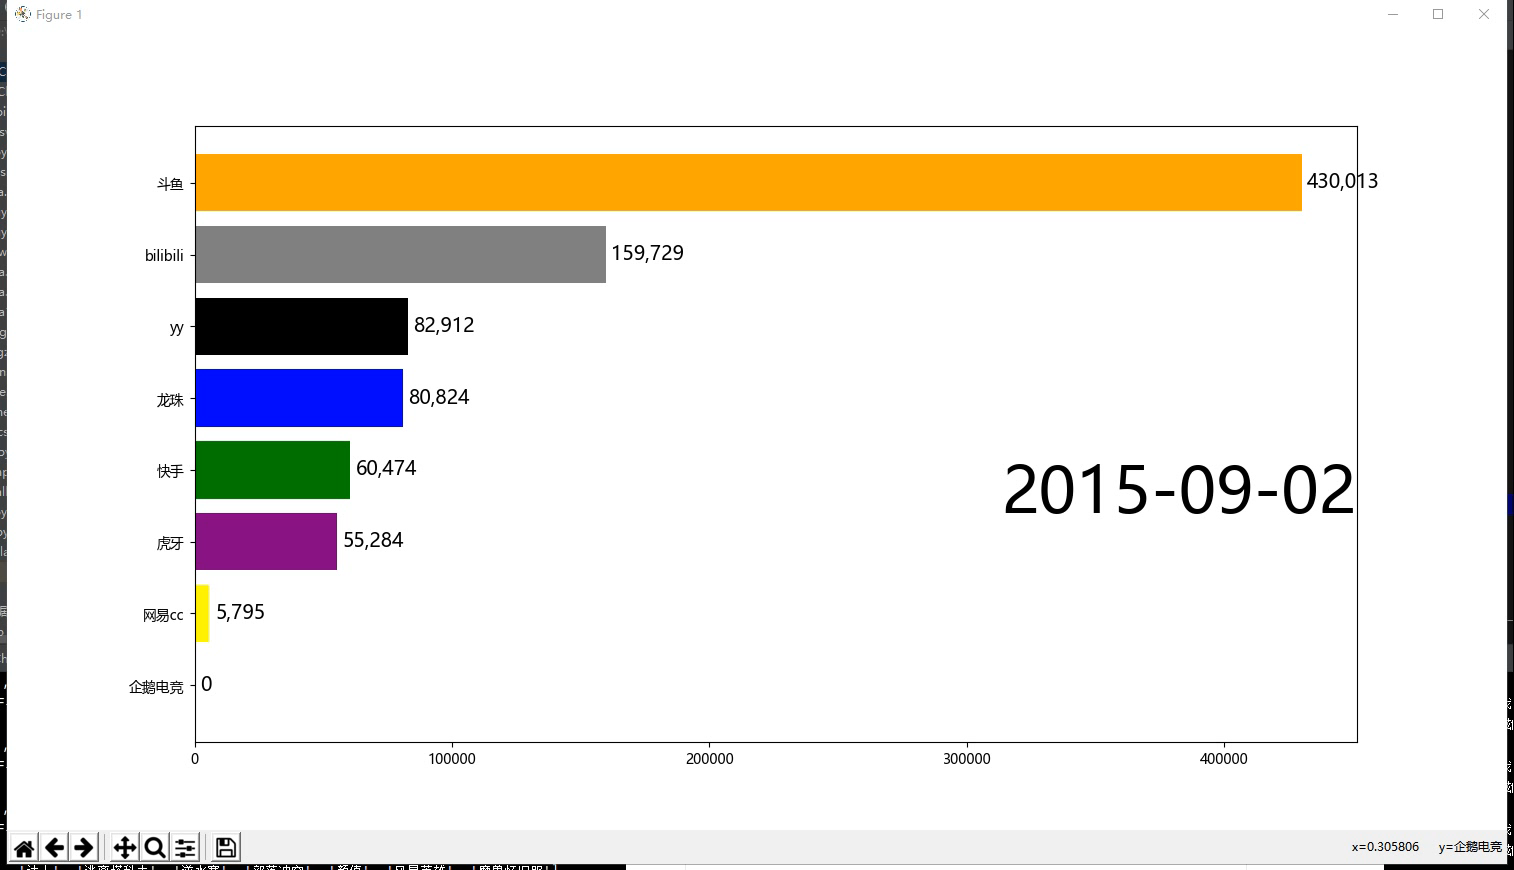 Figure 1
斗鱼 430,013
bilibili 159,729
yy 82,912
龙珠 80,824
快手 60,474
2015-09-02
虎牙 55,284
网易cc 5,795
企鹅电竞 0
0 100000 200000 300000 400000
x=0.305806 y=企鹅电竞